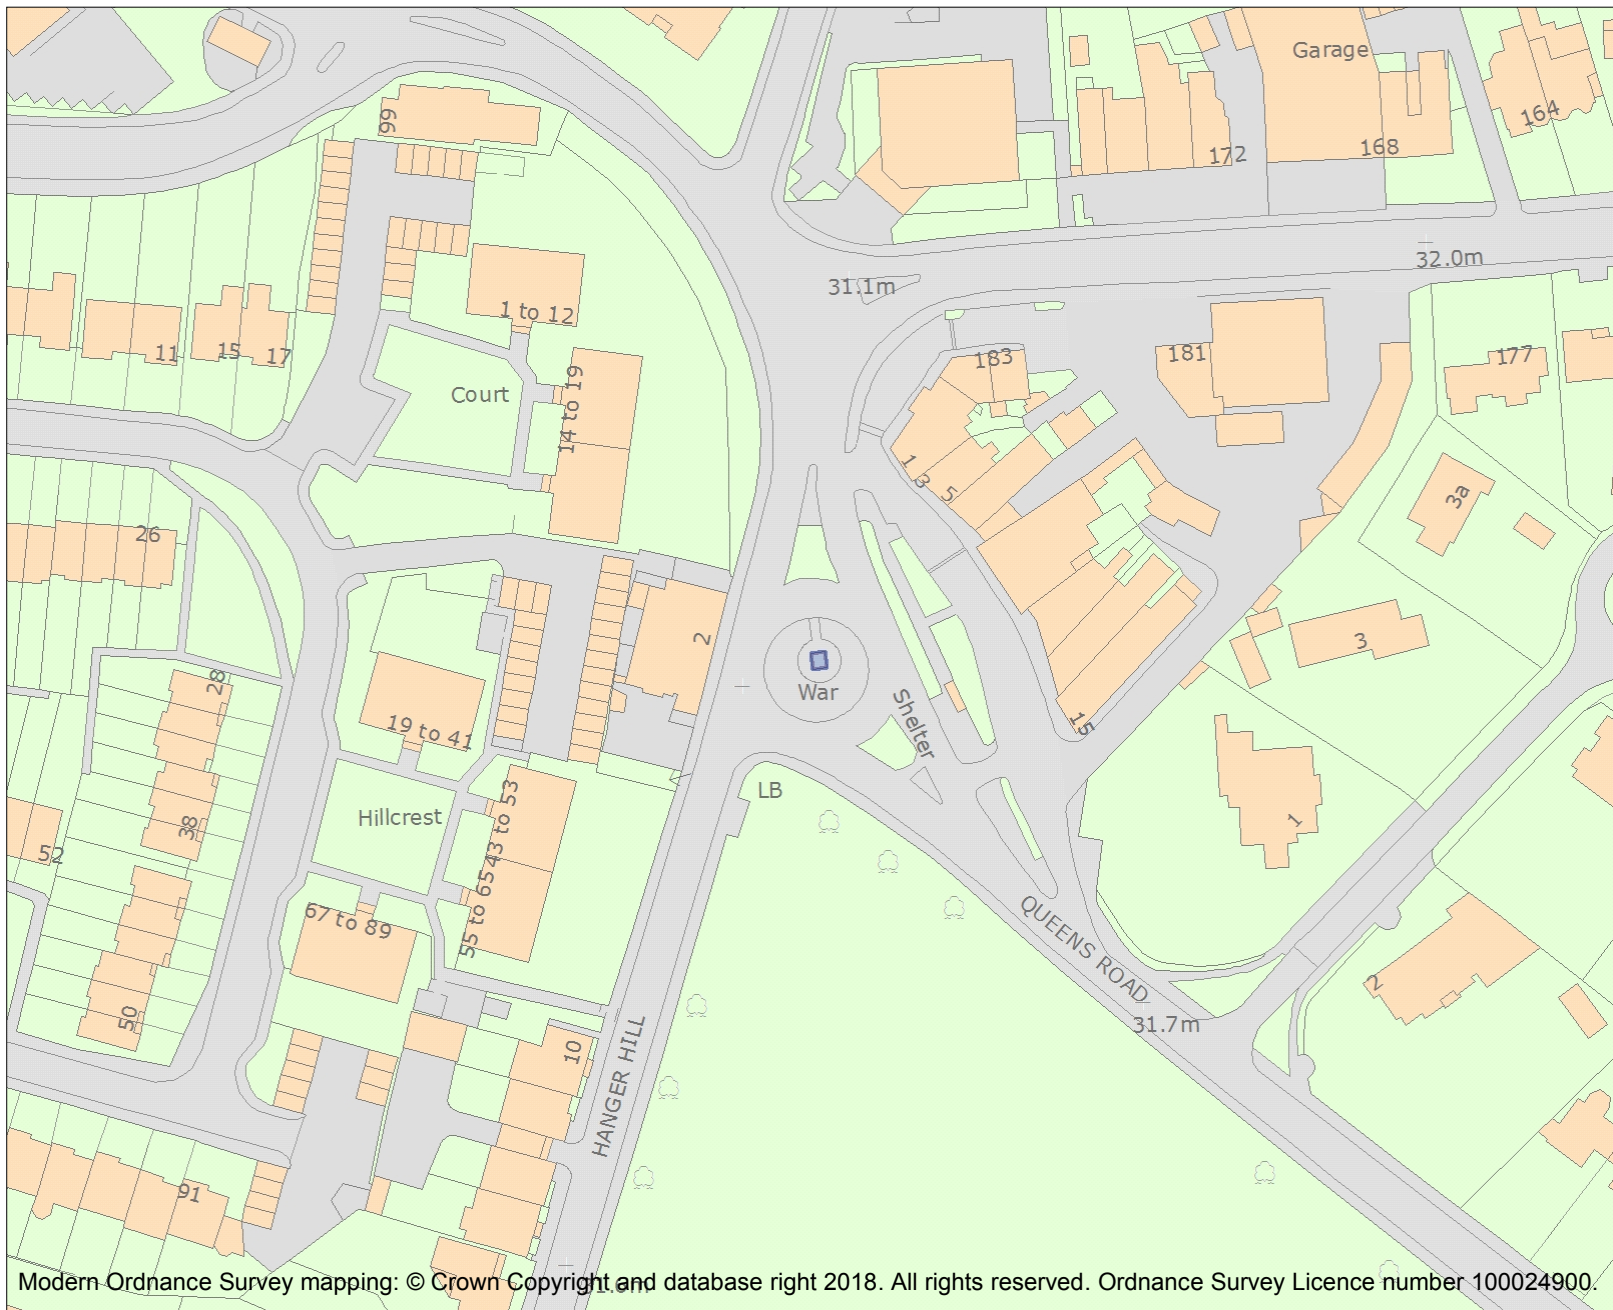 Garage
99
164
172
168
32.0m
31.1m
1 to 12
183
181
177
11
15
17
Court
14 to 19
1
3
5
3a
26
2
3
War
28
Shelter
15
19 to 41
LB
43 to 53
Hillcrest
38
1
52
55 to 65
67 to 89
QUEENS ROAD
2
50
31.7m
10
HANGER HILL
91
Modern Ordnance Survey mapping: © Crown Copyright and database right 2018. All rights reserved. Ordnance Survey Licence number 100024900.